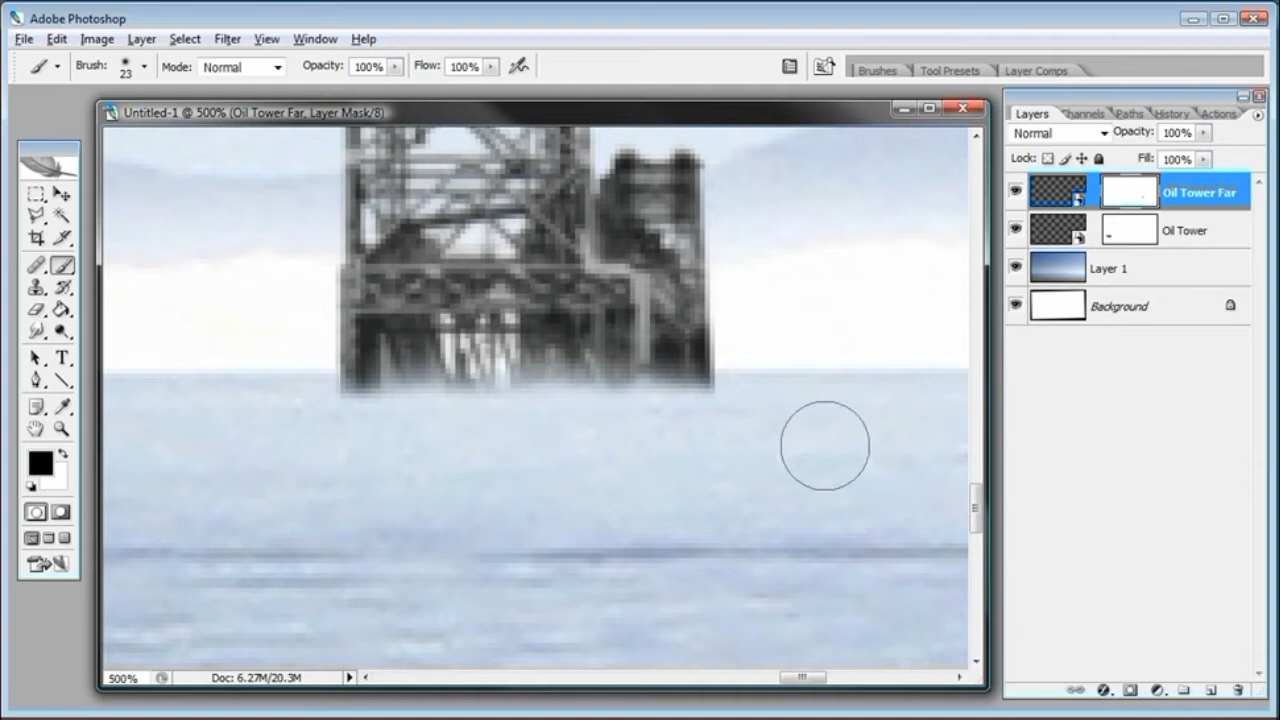 Adobe Photoshop
File Edit Image Layer Select Filter View Window Help
Brush: 23 Mode: Normal Opacity: 100% Flow: 100% Brushes Tool Presets Layer Comps
Untitled-1 @ 500% (Oil Tower Far, Layer Mask/8)
Layers Channels Paths History Actions
Normal Opacity: 100%
Lock: Fill: 100%
Oil Tower Far
Oil Tower
Layer 1
Background
T
500% Doc: 6.27M/20.3M